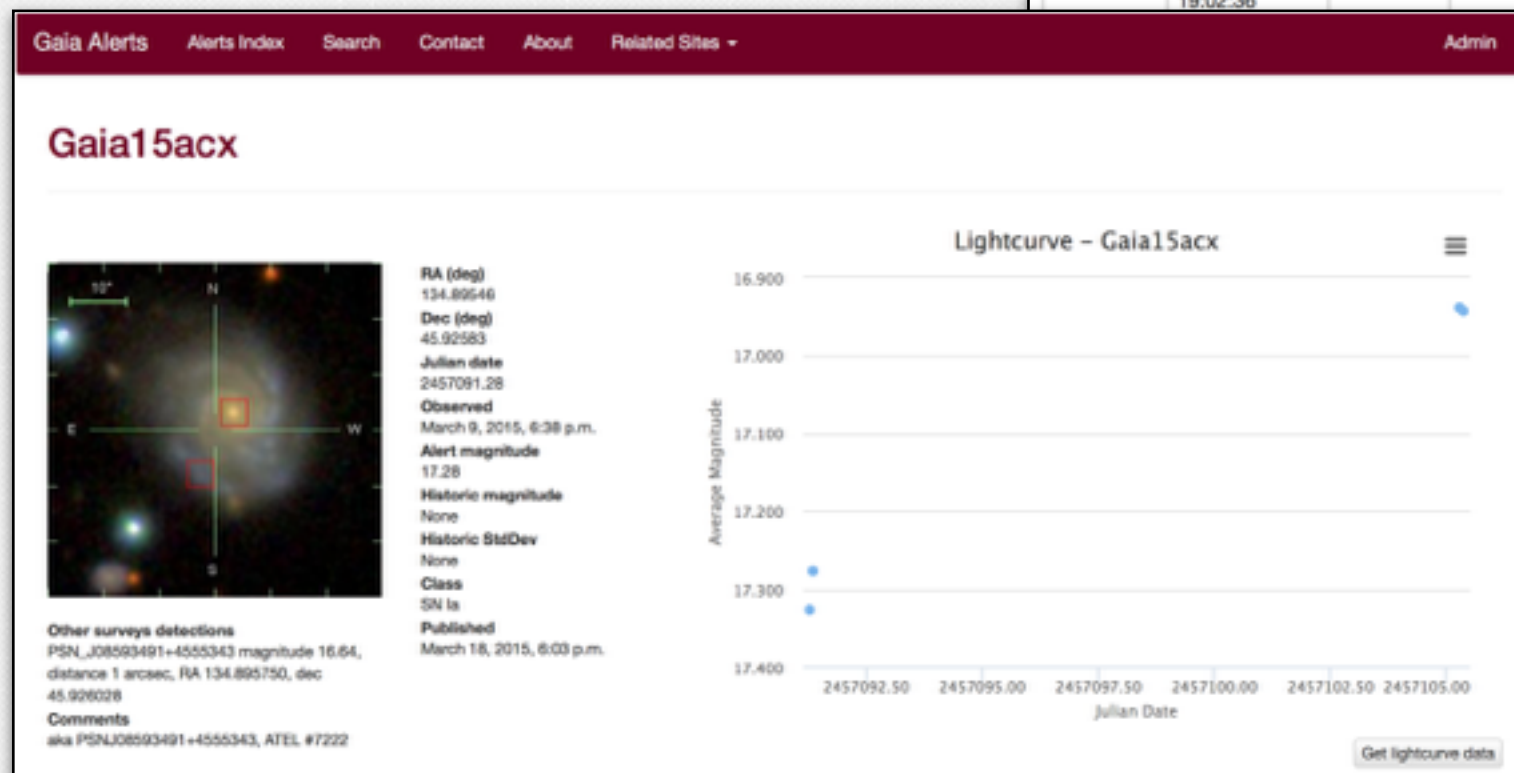 19:02:36
Gaia Alerts Alerts Index Search Contact About Related Sites Admin
Gaia15acx
10"
N
E
W
S
Other surveys detections
PSN_J08593491+4555343 magnitude 16.64,
distance 1 arcsec, RA 134.895750, dec
45.926028
Comments
aka PSNJ08593491+4555343, ATEL #7222
RA (deg)
134.89546
Dec (deg)
45.92583
Julian date
2457091.28
Observed
March 9, 2015, 6:38 p.m.
Alert magnitude
17.28
Historic magnitude
None
Historic StdDev
None
Class
SN Ia
Published
March 18, 2015, 6:03 p.m.
Lightcurve - Gaia15acx
Average Magnitude
16.900
17.000
17.100
17.200
17.300
17.400
2457092.50 2457095.00 2457097.50 2457100.00 2457102.50 2457105.00
Julian Date
Get lightcurve data